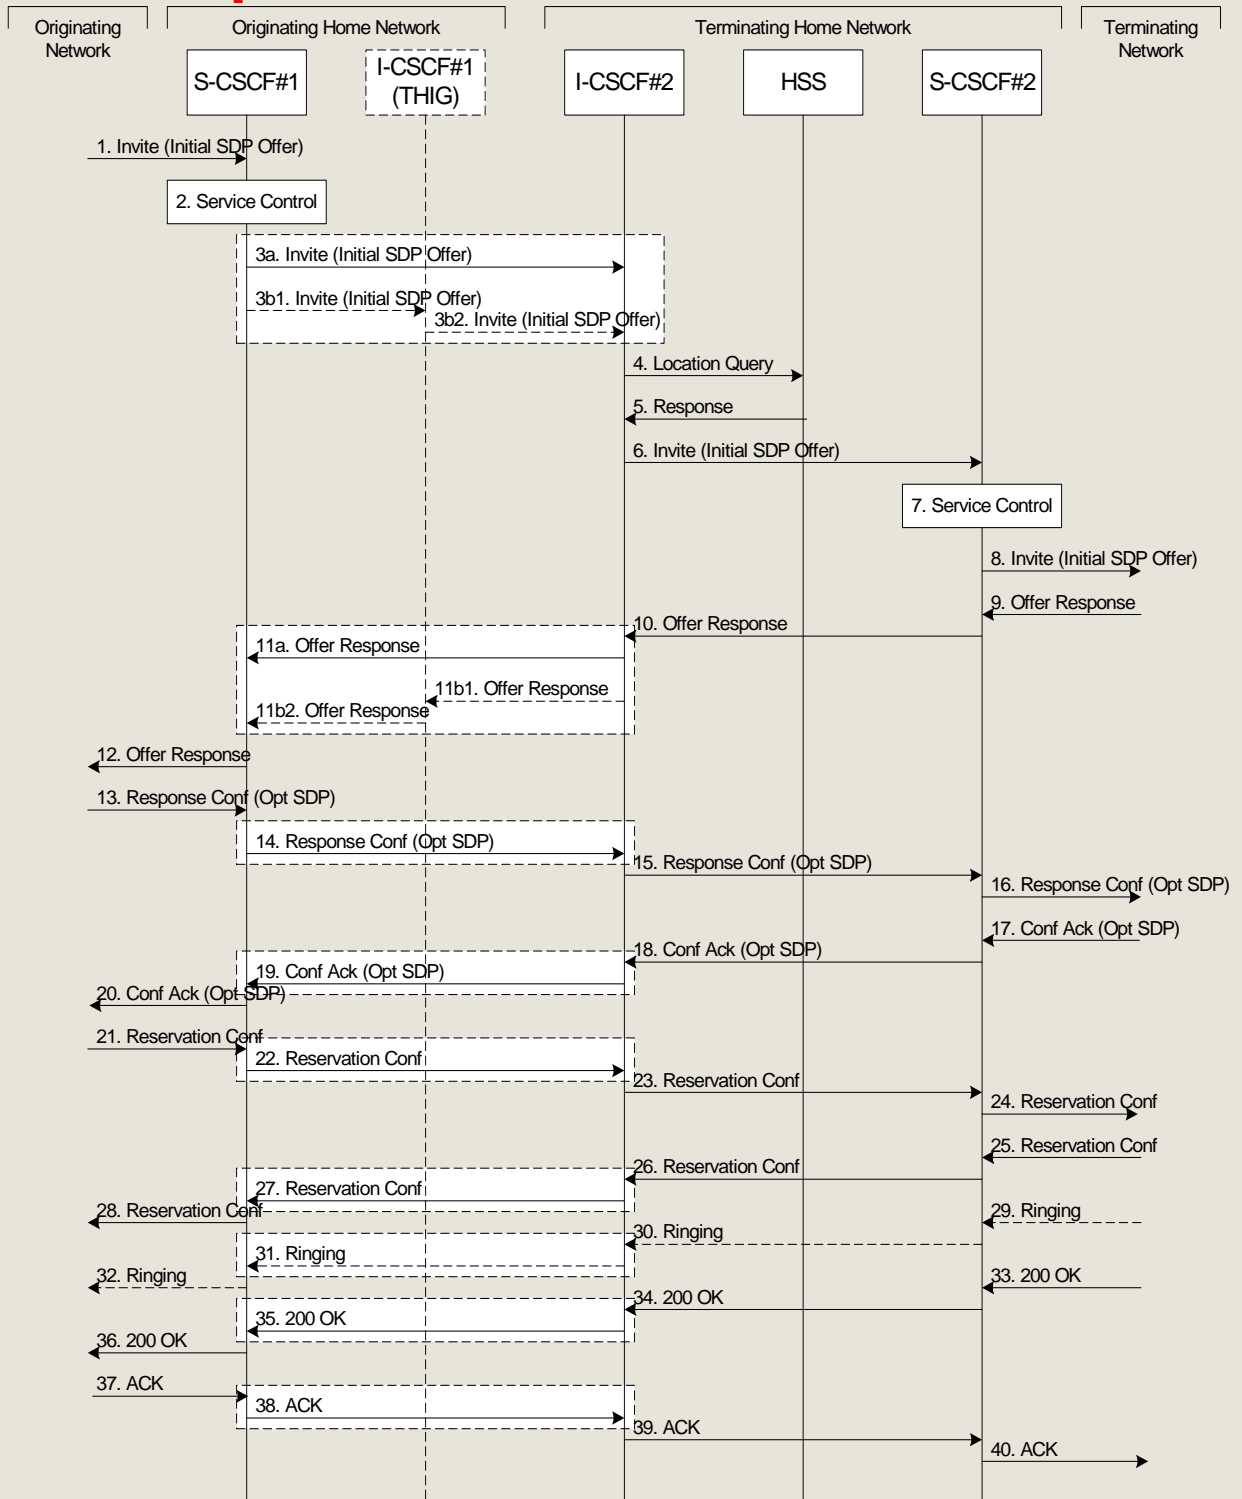 Originating
Network
Originating Home Network
Terminating Home Network
Terminating
Network
S-CSCF#1
I-CSCF#1
(THIG)
I-CSCF#2
HSS
S-CSCF#2
1. Invite (Initial SDP Offer)
2. Service Control
3a. Invite (Initial SDP Offer)
3b1. Invite (Initial SDP Offer)
3b2. Invite (Initial SDP Offer)
4. Location Query
5. Response
6. Invite (Initial SDP Offer)
7. Service Control
8. Invite (Initial SDP Offer)
9. Offer Response
10. Offer Response
11a. Offer Response
11b1. Offer Response
11b2. Offer Response
12. Offer Response
13. Response Conf (Opt SDP)
14. Response Conf (Opt SDP)
15. Response Conf (Opt SDP)
16. Response Conf (Opt SDP)
17. Conf Ack (Opt SDP)
18. Conf Ack (Opt SDP)
19. Conf Ack (Opt SDP)
20. Conf Ack (Opt SDP)
21. Reservation Conf
22. Reservation Conf
23. Reservation Conf
24. Reservation Conf
25. Reservation Conf
26. Reservation Conf
27. Reservation Conf
28. Reservation Conf
29. Ringing
30. Ringing
31. Ringing
32. Ringing
33. 200 OK
34. 200 OK
35. 200 OK
36. 200 OK
37. ACK
38. ACK
39. ACK
40. ACK